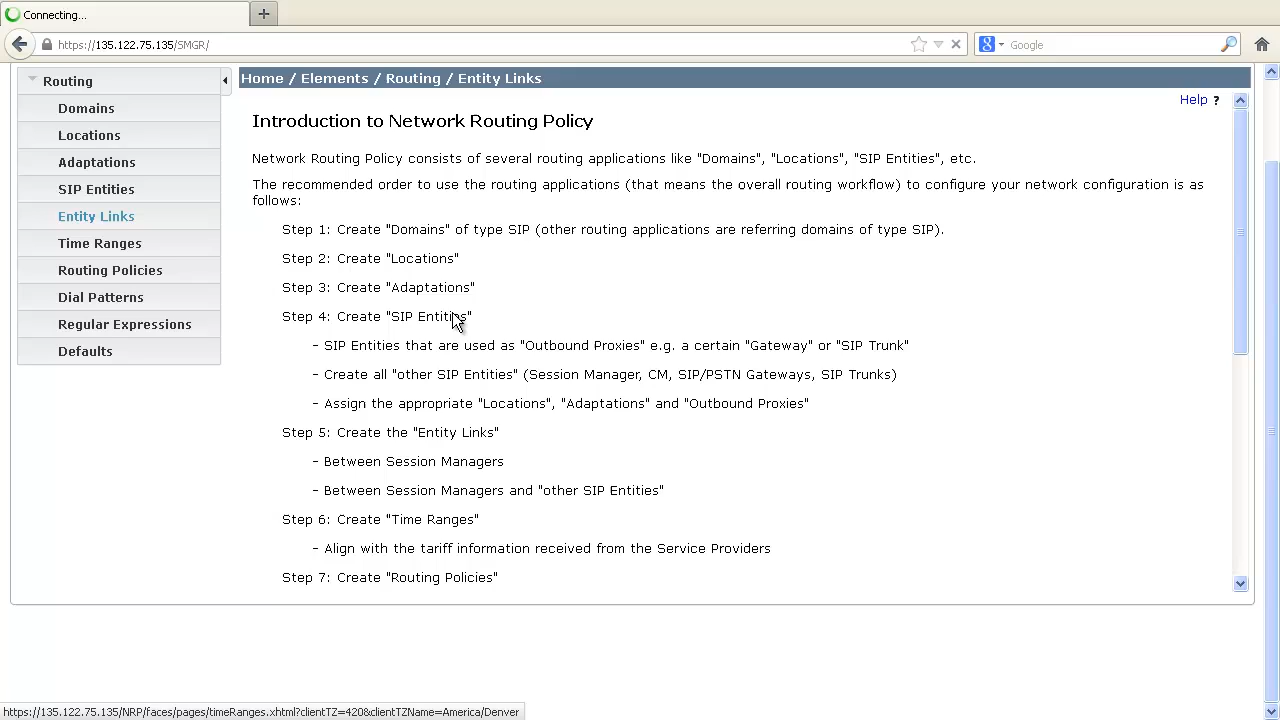 Connecting...
https://135.122.75.135/SMGR/
Google
Routing
Domains
Locations
Adaptations
SIP Entities
Entity Links
Time Ranges
Routing Policies
Dial Patterns
Regular Expressions
Defaults
Home / Elements / Routing / Entity Links
Help ?
Introduction to Network Routing Policy
Network Routing Policy consists of several routing applications like "Domains", "Locations", "SIP Entities", etc.
The recommended order to use the routing applications (that means the overall routing workflow) to configure your network configuration is as
follows:
Step 1: Create "Domains" of type SIP (other routing applications are referring domains of type SIP).
Step 2: Create "Locations"
Step 3: Create "Adaptations"
Step 4: Create "SIP Entities"
- SIP Entities that are used as "Outbound Proxies" e.g. a certain "Gateway" or "SIP Trunk"
- Create all "other SIP Entities" (Session Manager, CM, SIP/PSTN Gateways, SIP Trunks)
- Assign the appropriate "Locations", "Adaptations" and "Outbound Proxies"
Step 5: Create the "Entity Links"
- Between Session Managers
- Between Session Managers and "other SIP Entities"
Step 6: Create "Time Ranges"
- Align with the tariff information received from the Service Providers
Step 7: Create "Routing Policies"
https://135.122.75.135/NRP/faces/pages/timeRanges.xhtml?clientTZ=420&clientTZName=America/Denver